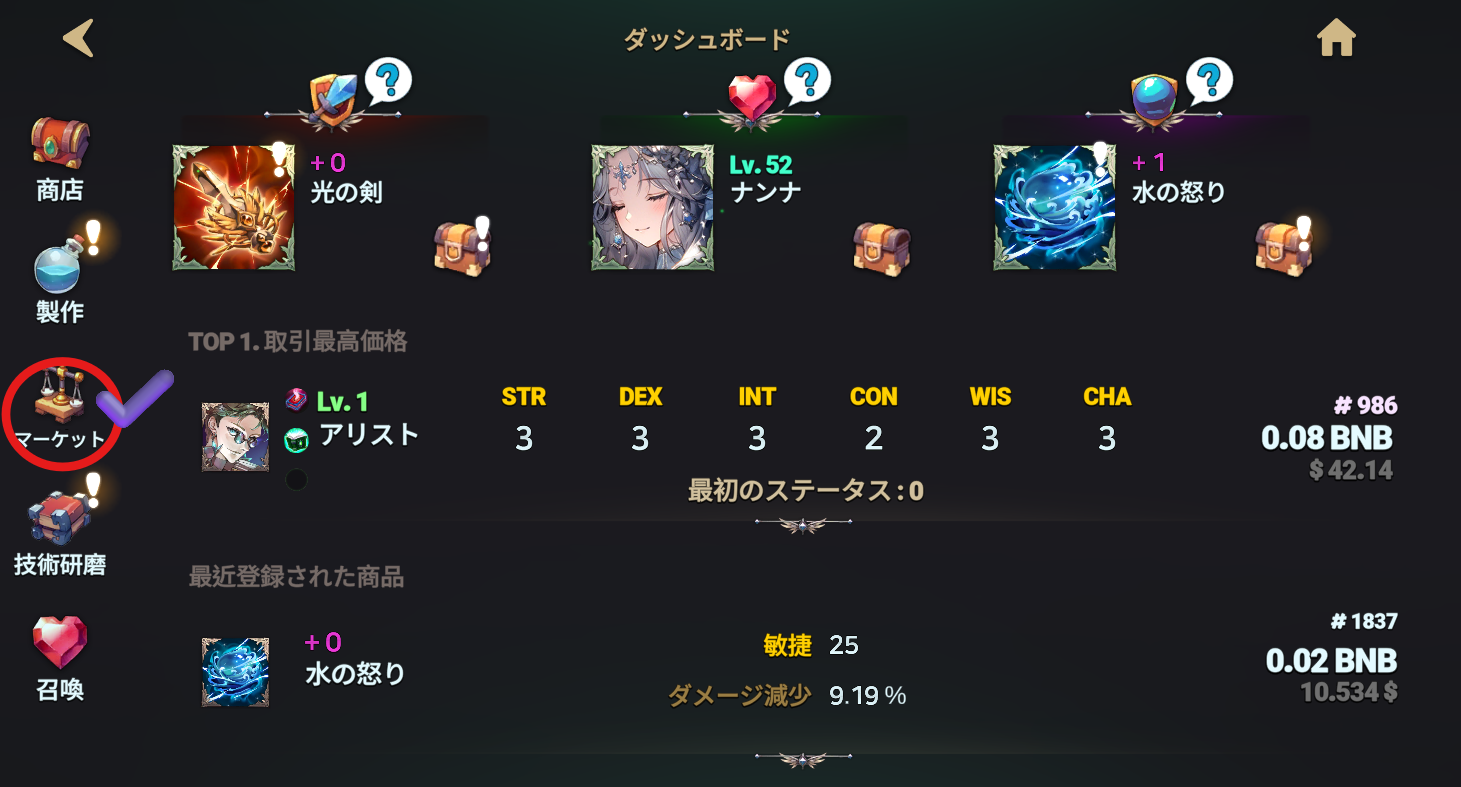 ダッシュボード
商店
製作
マーケット
技術研磨
召喚
+0
光の剣
Lv. 52
ナンナ
+1
水の怒り
TOP 1. 取引最高価格
Lv. 1
アリスト
STR DEX INT CON WIS CHA
3 3 3 2 3 3
最初のステータス : 0
# 986
0.08 BNB
$ 42.14
最近登録された商品
+0
水の怒り
敏捷 25
ダメージ減少 9.19 %
# 1837
0.02 BNB
10.534 $